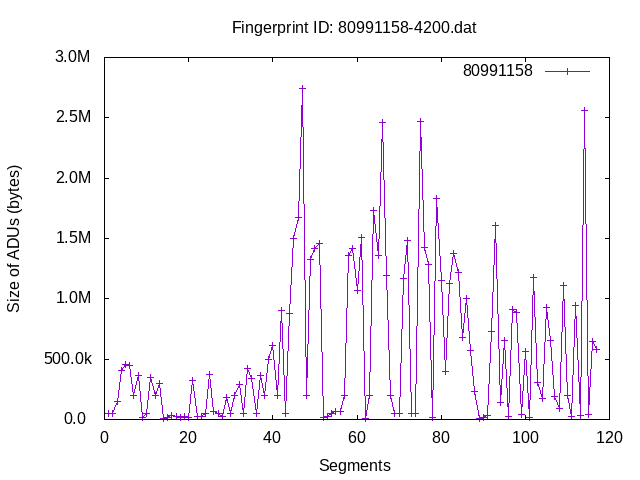 Fingerprint ID: 80991158-4200.dat
3.0M
80991158
2.5M
2.0M
Size of ADUs (bytes)
1.5M
1.0M
500.0k
0.0
0 20 40 60 80 100 120
Segments